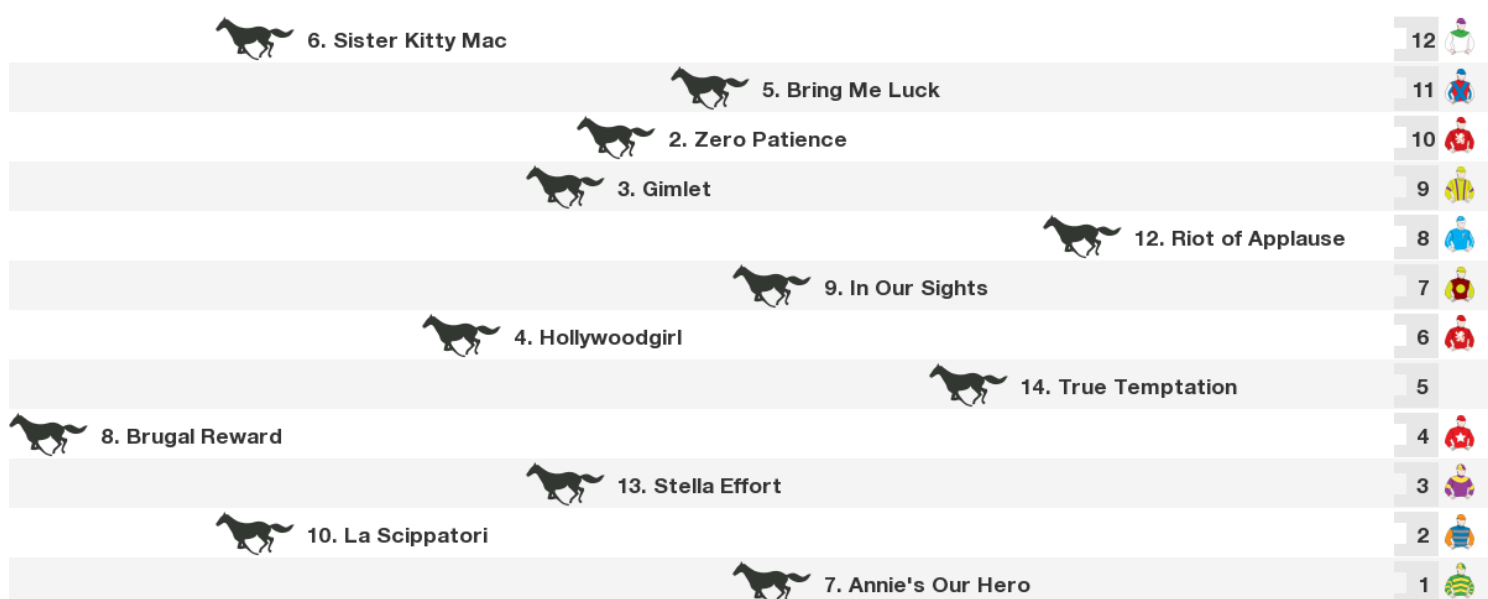 6. Sister Kitty Mac 12
5. Bring Me Luck 11
2. Zero Patience 10
3. Gimlet 9
12. Riot of Applause 8
9. In Our Sights 7
4. Hollywoodgirl 6
14. True Temptation 5
8. Brugal Reward 4
13. Stella Effort 3
10. La Scippatori 2
7. Annie's Our Hero 1